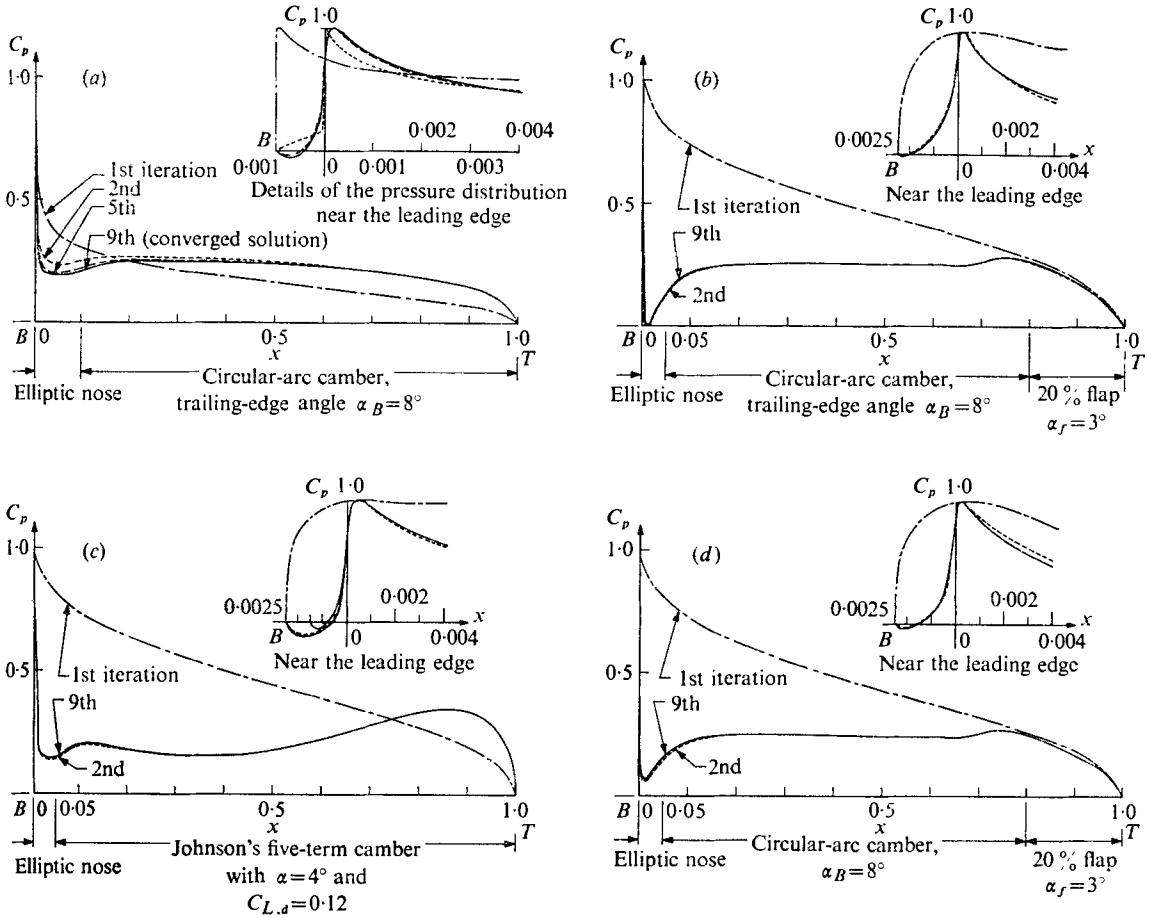 C_p 1·0
C_p
1·0
(a)
B
0·002
0·004
0·001
0
0·001
0·003
Details of the pressure distribution
near the leading edge
1st iteration
2nd
5th
9th (converged solution)
0·5
B
0
0·5
1·0
x
T
Elliptic nose
Circular-arc camber,
trailing-edge angle α_B=8°
C_p 1·0
C_p
1·0
(b)
0·0025
0·002
x
B
0
0·004
Near the leading edge
0·5
1st iteration
9th
2nd
B
0
0·05
0·5
1·0
x
T
Elliptic nose
Circular-arc camber,
trailing-edge angle α_B=8°
20 % flap
α_f=3°
C_p 1·0
C_p
1·0
(c)
0·0025
0·002
x
B
0
0·004
Near the leading edge
0·5
1st iteration
9th
2nd
B
0
0·05
0·5
1·0
x
T
Elliptic nose
Johnson's five-term camber
with α=4° and
C_{L,d}=0·12
C_p 1·0
C_p
1·0
(d)
0·0025
0·002
x
B
0
0·004
Near the leading edge
0·5
1st iteration
9th
2nd
B
0
0·05
0·5
1·0
x
T
Elliptic nose
Circular-arc camber,
α_B=8°
20 % flap
α_f=3°